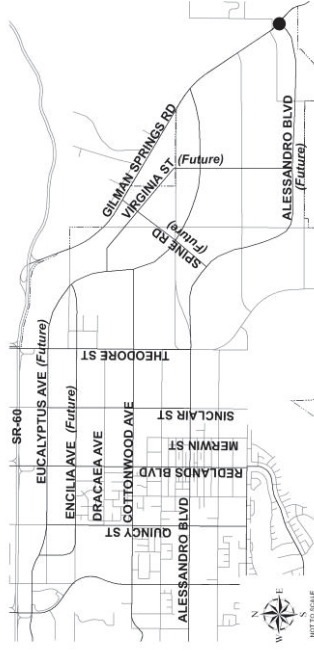 SR-60
EUCALYPTUS AVE (Future)
ENCILIA AVE (Future)
DRACAEA AVE
COTTONWOOD AVE
ALESSANDRO BLVD
QUINCY ST
REDLANDS BLVD
MERWIN ST
SINCLAIR ST
THEODORE ST
GILMAN SPRINGS RD
VIRGINIA ST (Future)
SPINE RD
(Future)
ALESSANDRO BLVD
(Future)
N
W
E
S
NOT TO SCALE